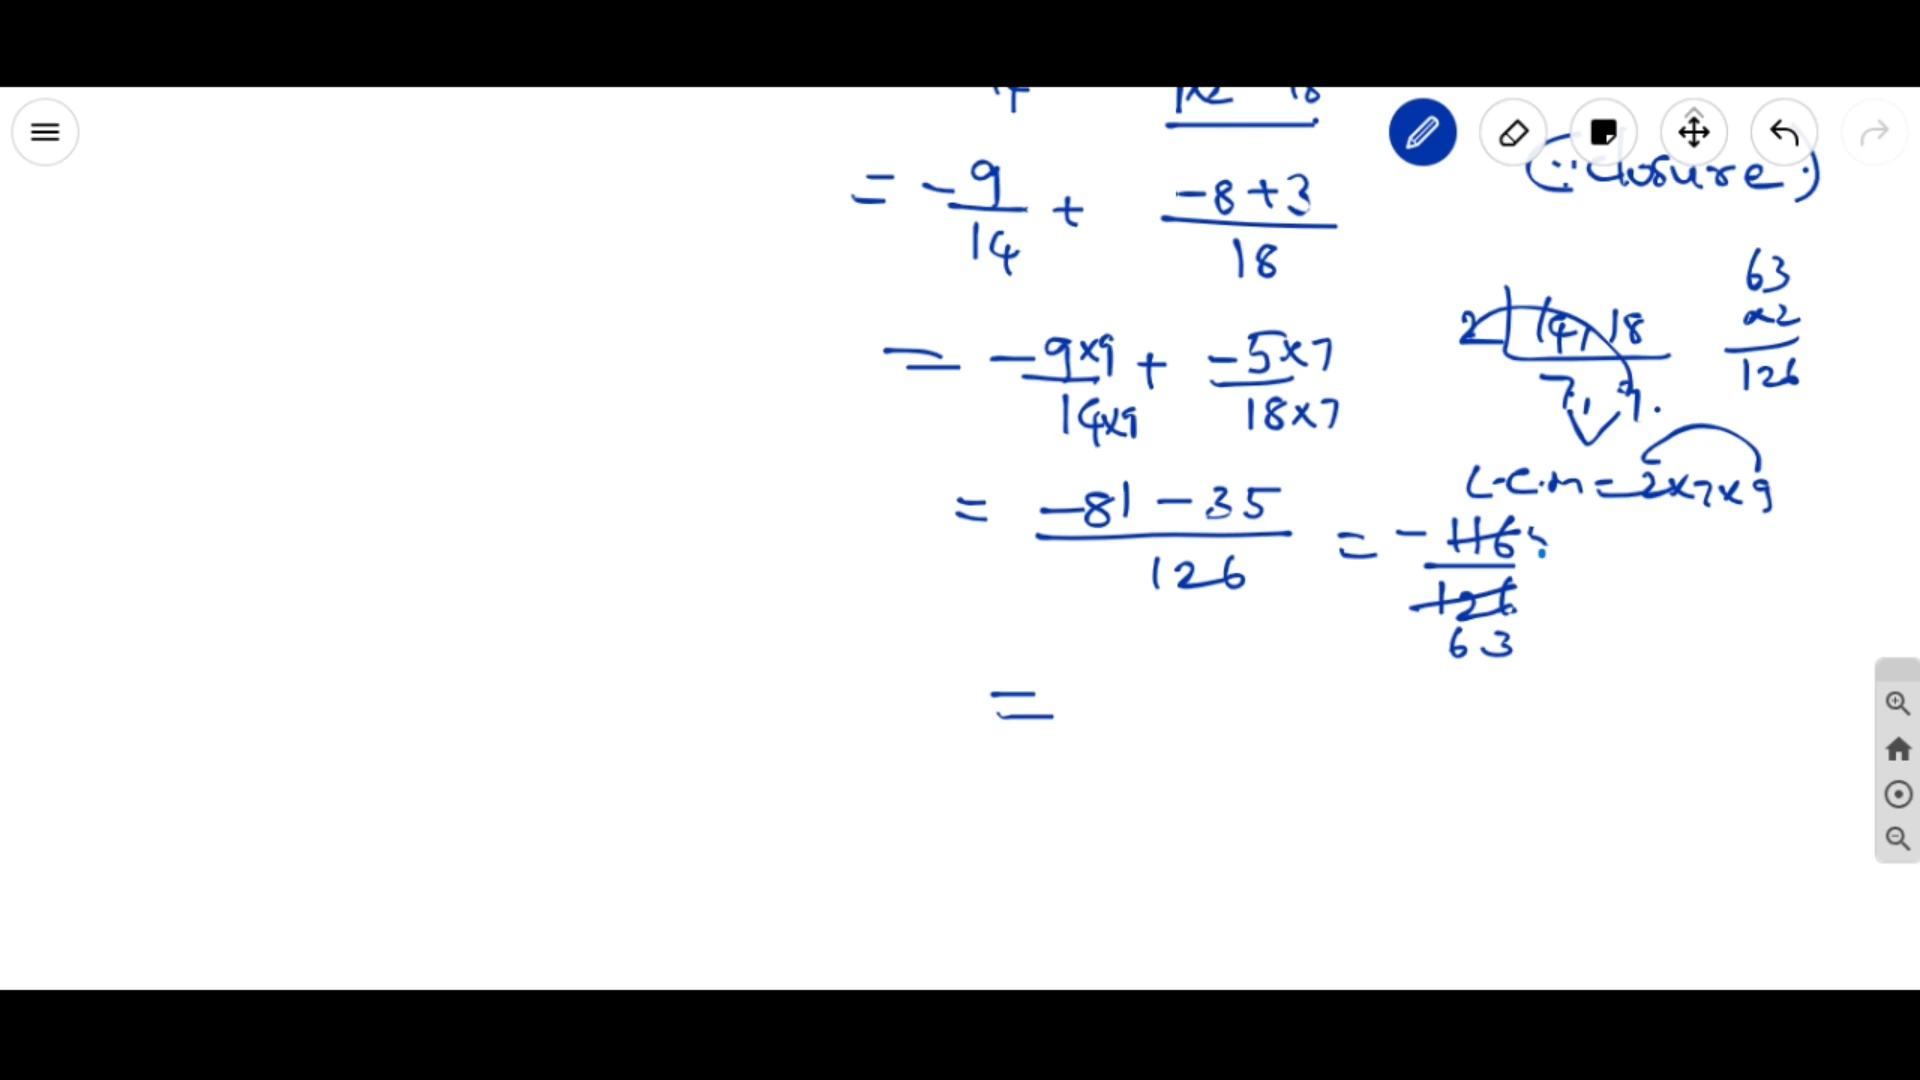 = -9/14 + (-8+3)/18
(∵ Closure)
= (-9×9)/(14×9) + (-5×7)/(18×7)
2 | 14, 18
7, 9.
63
×2
126
L.C.M = 2×7×9
= (-81 - 35)/126 = -116/126
63
=